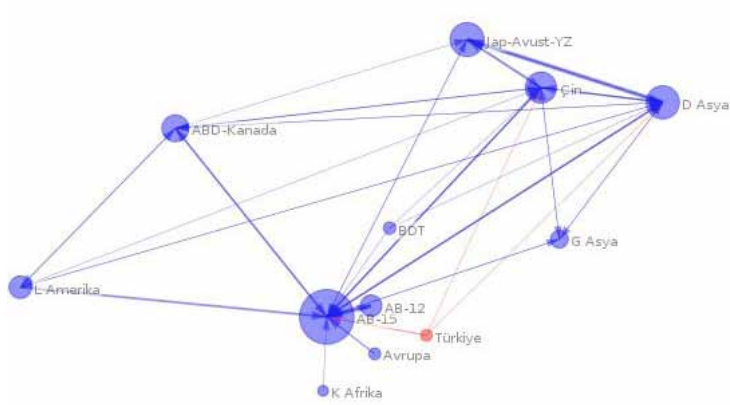 Jap-Avust-YZ
Çin
D Asya
ABD-Kanada
BDT
G Asya
L Amerika
AB-12
AB-15
Türkiye
Avrupa
K Afrika